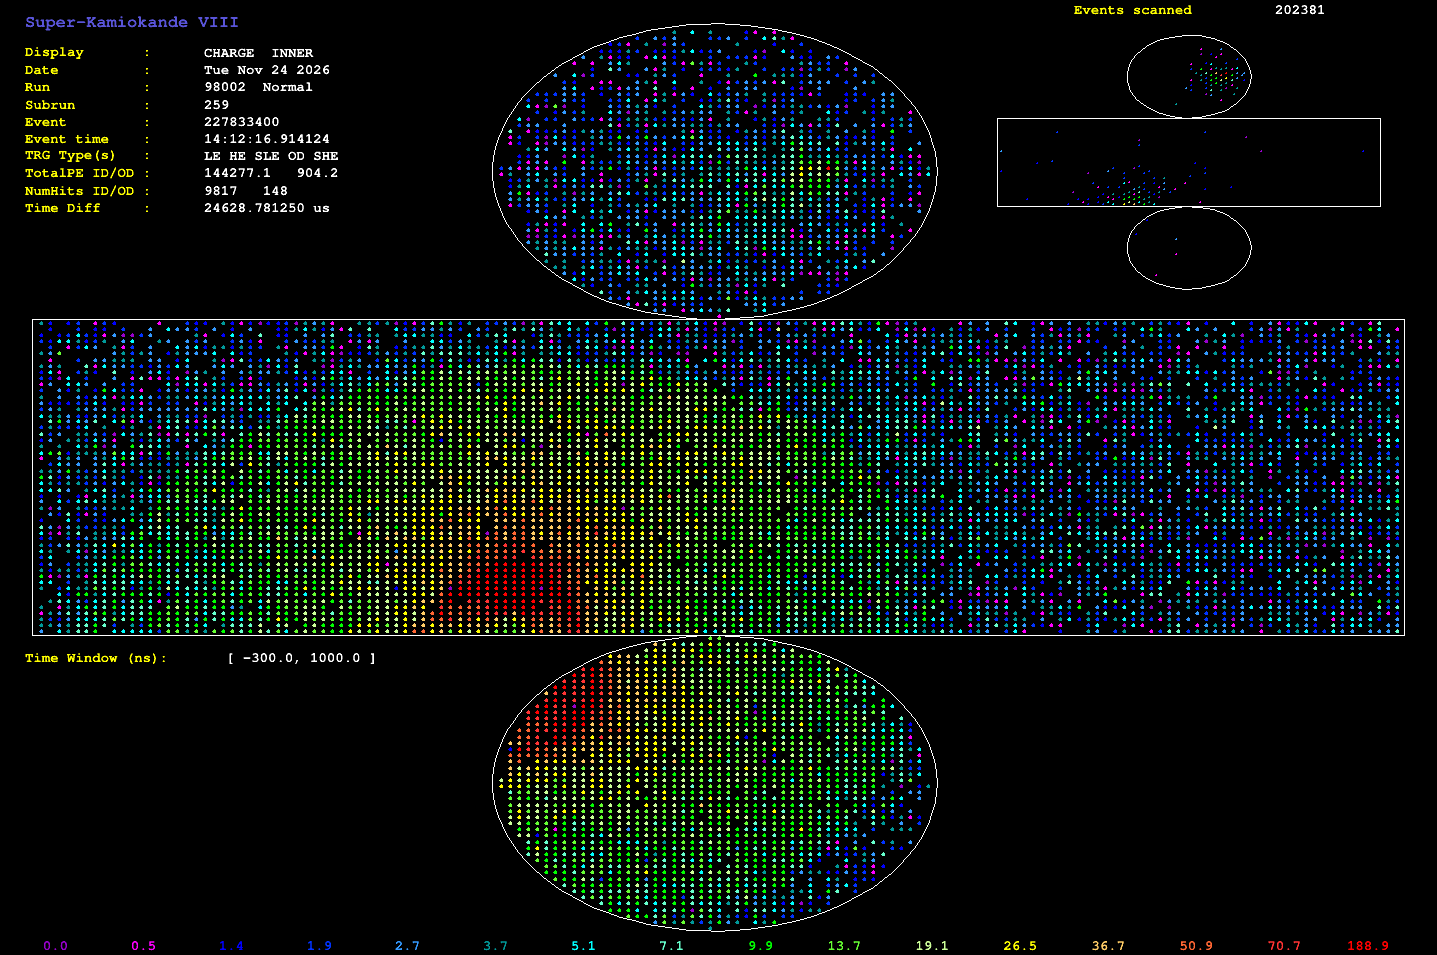 Super-Kamiokande VIII
Events scanned 202381
Display : CHARGE INNER
Date : Tue Nov 24 2026
Run : 98002 Normal
Subrun : 259
Event : 227833400
Event time : 14:12:16.914124
TRG Type(s) : LE HE SLE OD SHE
TotalPE ID/OD : 144277.1 904.2
NumHits ID/OD : 9817 148
Time Diff : 24628.781250 us
Time Window (ns): [ -300.0, 1000.0 ]
0.0 0.5 1.4 1.9 2.7 3.7 5.1 7.1 9.9 13.7 19.1 26.5 36.7 50.9 70.7 188.9